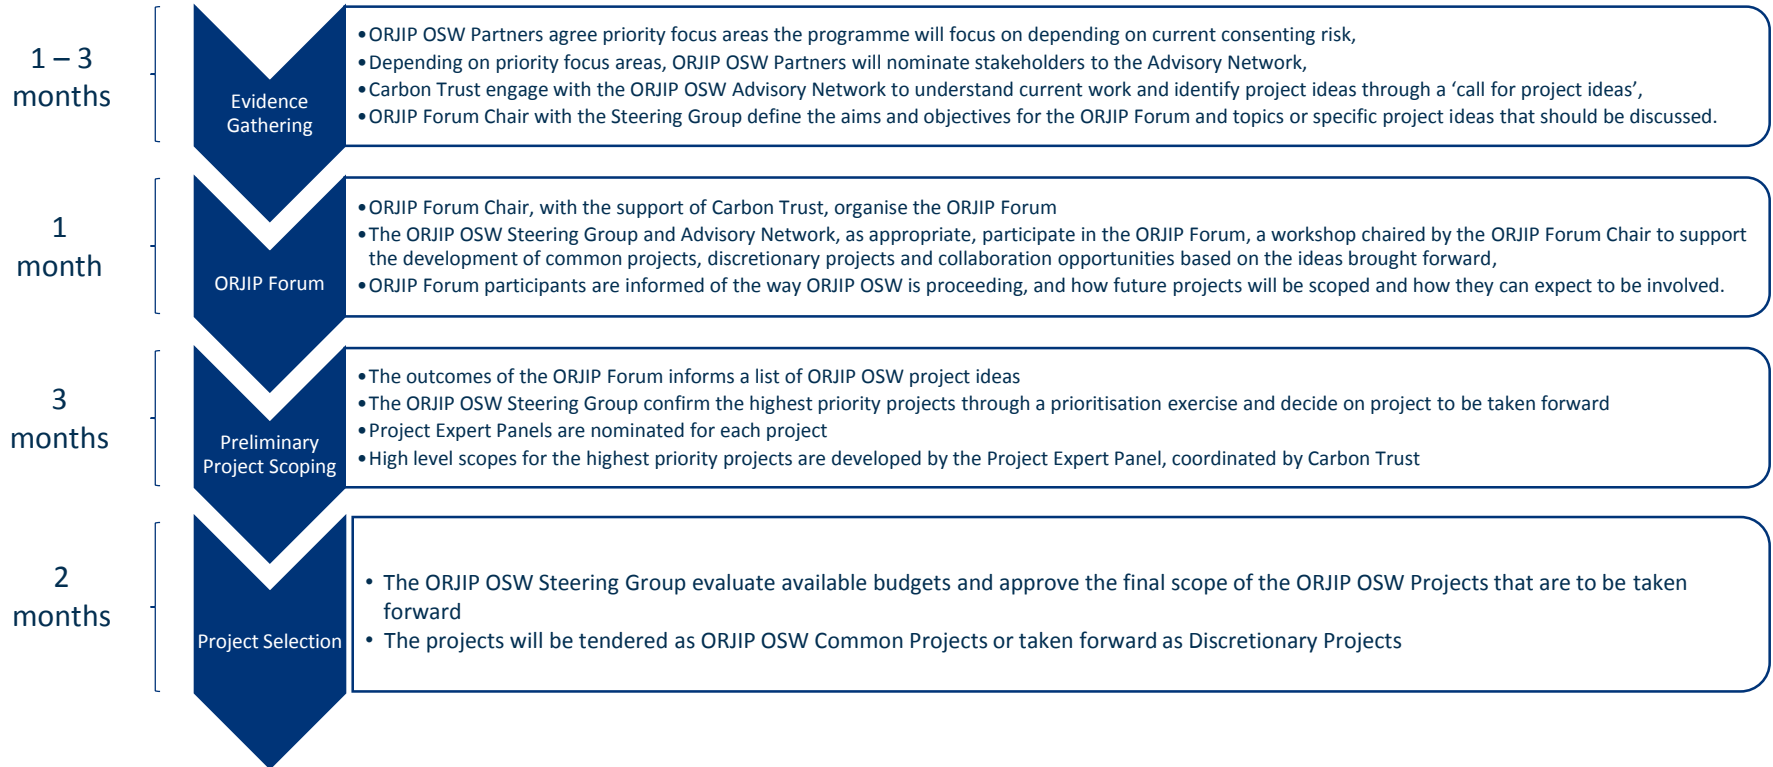 1 – 3
months
Evidence
Gathering
•ORJIP OSW Partners agree priority focus areas the programme will focus on depending on current consenting risk,
•Depending on priority focus areas, ORJIP OSW Partners will nominate stakeholders to the Advisory Network,
•Carbon Trust engage with the ORJIP OSW Advisory Network to understand current work and identify project ideas through a ‘call for project ideas’,
•ORJIP Forum Chair with the Steering Group define the aims and objectives for the ORJIP Forum and topics or specific project ideas that should be discussed.
1
month
ORJIP Forum
•ORJIP Forum Chair, with the support of Carbon Trust, organise the ORJIP Forum
•The ORJIP OSW Steering Group and Advisory Network, as appropriate, participate in the ORJIP Forum, a workshop chaired by the ORJIP Forum Chair to support
the development of common projects, discretionary projects and collaboration opportunities based on the ideas brought forward,
•ORJIP Forum participants are informed of the way ORJIP OSW is proceeding, and how future projects will be scoped and how they can expect to be involved.
3
months
Preliminary
Project Scoping
•The outcomes of the ORJIP Forum informs a list of ORJIP OSW project ideas
•The ORJIP OSW Steering Group confirm the highest priority projects through a prioritisation exercise and decide on project to be taken forward
•Project Expert Panels are nominated for each project
•High level scopes for the highest priority projects are developed by the Project Expert Panel, coordinated by Carbon Trust
2
months
Project Selection
• The ORJIP OSW Steering Group evaluate available budgets and approve the final scope of the ORJIP OSW Projects that are to be taken
forward
• The projects will be tendered as ORJIP OSW Common Projects or taken forward as Discretionary Projects